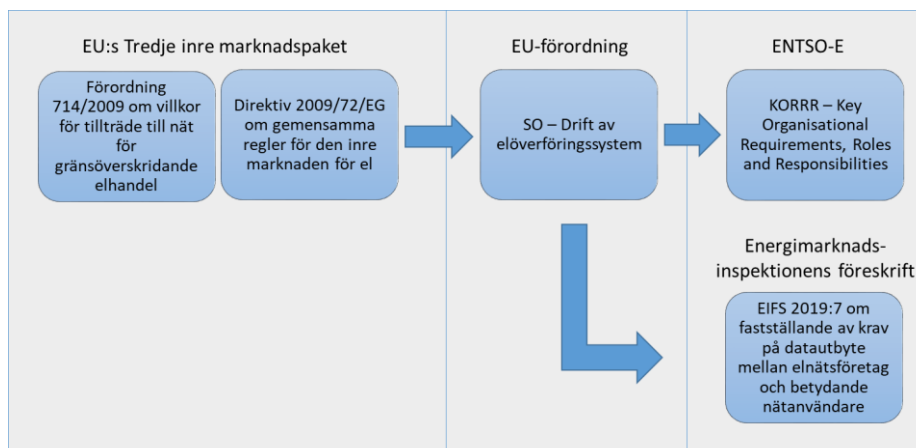 EU:s Tredje inre marknadspaket
Förordning
714/2009 om villkor
för tillträde till nät
för
gränsöverskridande
elhandel
Direktiv 2009/72/EG
om gemensamma
regler för den inre
marknaden för el
EU-förordning
SO – Drift av
elöverföringssystem
ENTSO-E
KORRR – Key
Organisational
Requirements, Roles
and Responsibilities
Energimarknads-
inspektionens föreskrift
EIFS 2019:7 om
fastställande av krav
på datautbyte
mellan elnätsföretag
och betydande
nätanvändare